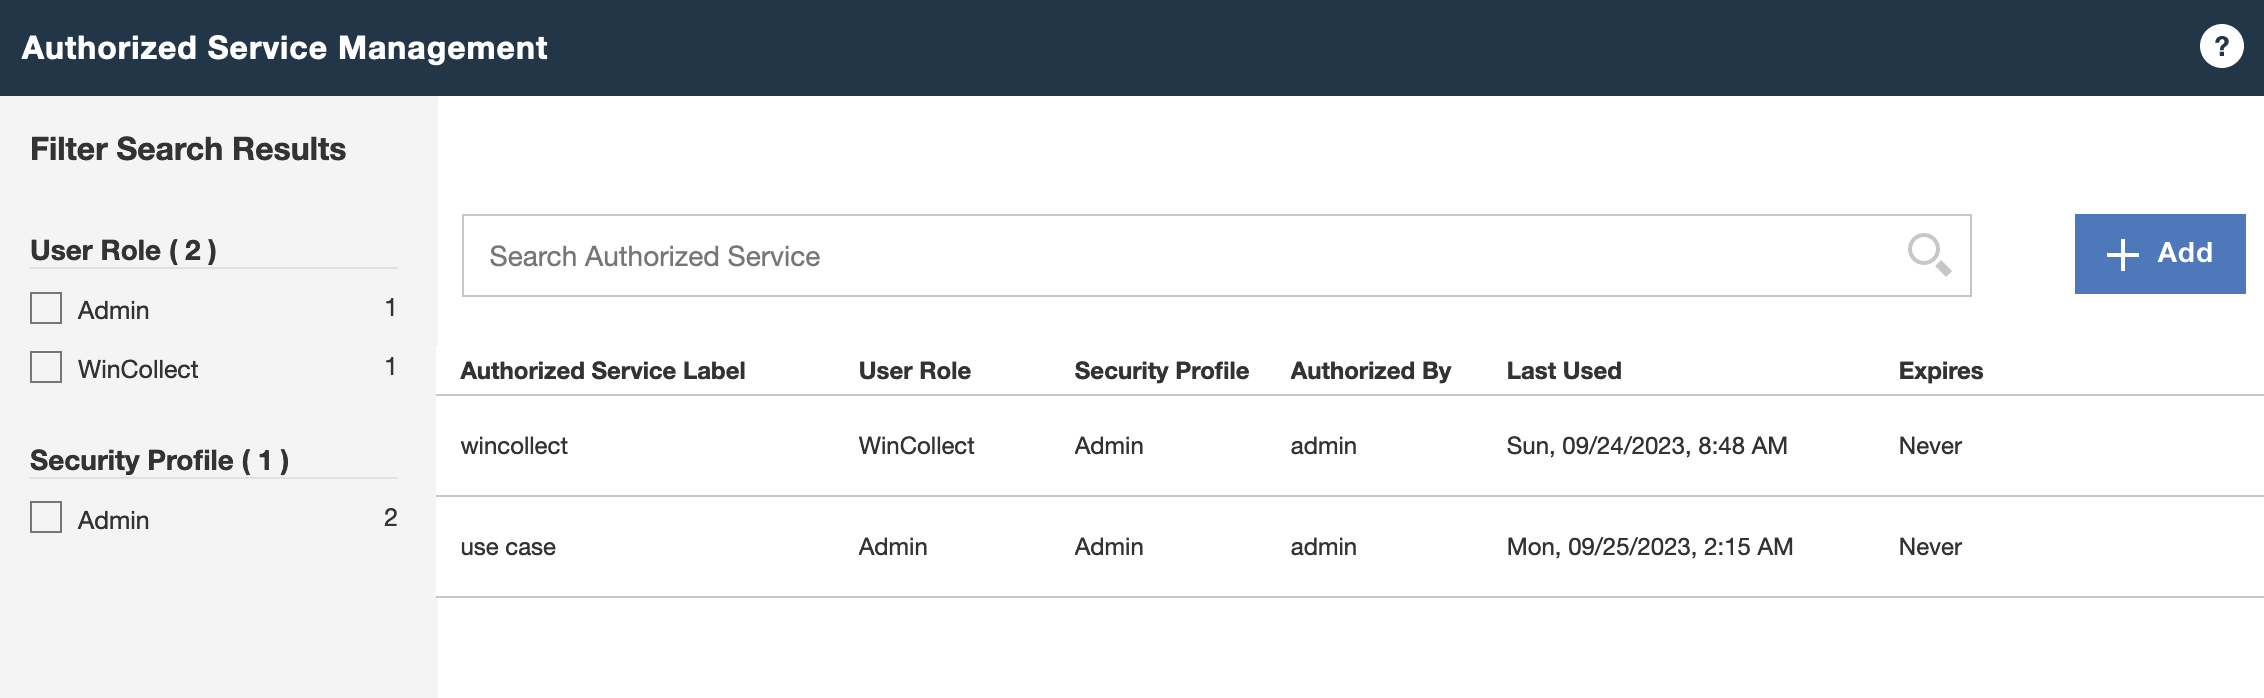 Authorized Service Management
?
Filter Search Results
User Role ( 2 )
Admin 1
WinCollect 1
Security Profile ( 1 )
Admin 2
Search Authorized Service
Add
Authorized Service Label User Role Security Profile Authorized By Last Used Expires
wincollect WinCollect Admin admin Sun, 09/24/2023, 8:48 AM Never
use case Admin Admin admin Mon, 09/25/2023, 2:15 AM Never